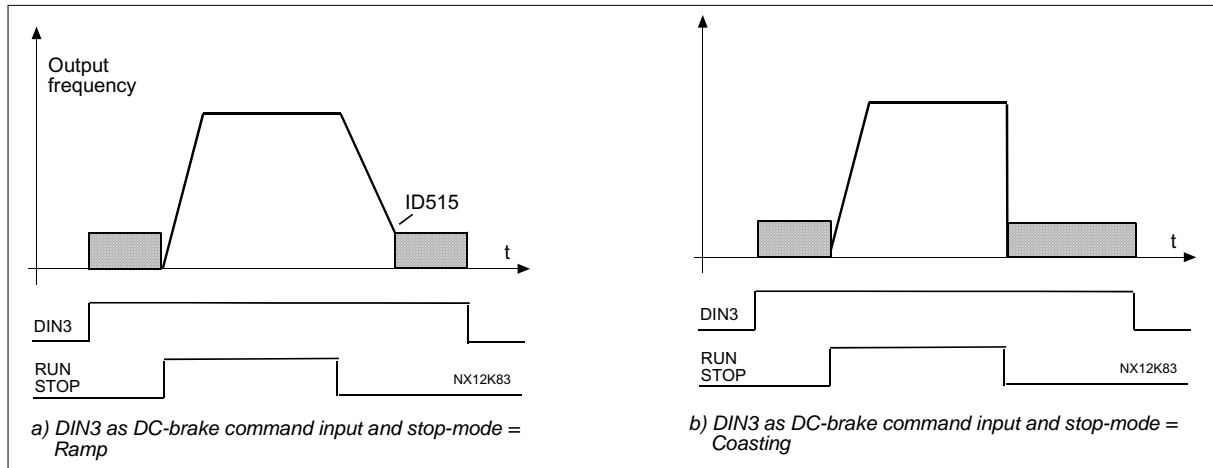 Output
frequency
ID515
t
DIN3
RUN
STOP
NX12K83
a) DIN3 as DC-brake command input and stop-mode =
Ramp
t
DIN3
RUN
STOP
NX12K83
b) DIN3 as DC-brake command input and stop-mode =
Coasting